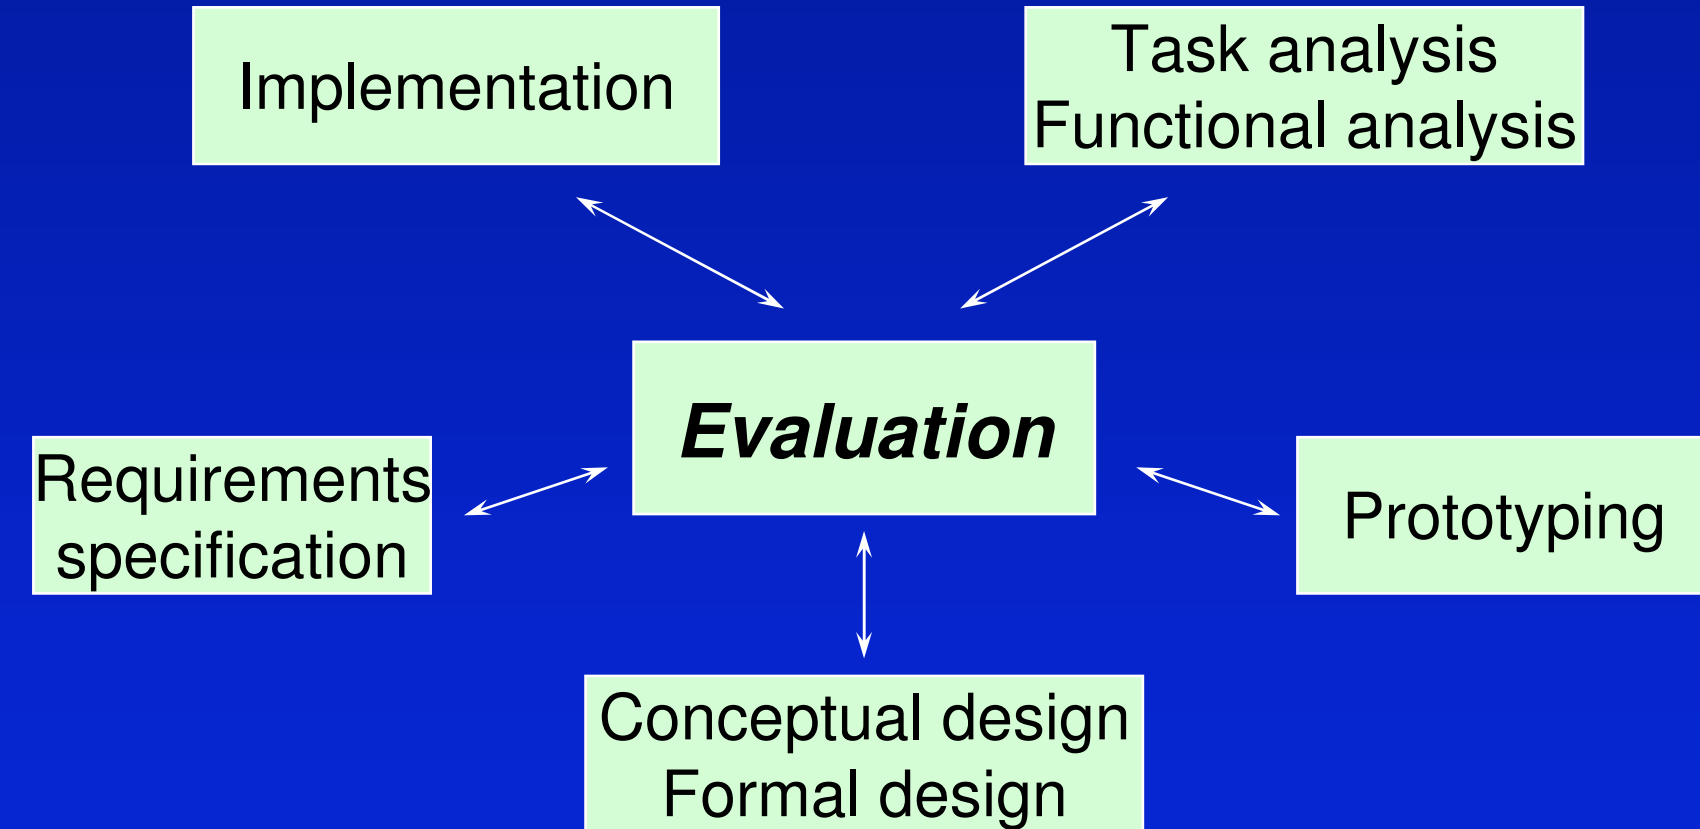 Implementation
Task analysis
Functional analysis
Evaluation
Requirements
specification
Prototyping
Conceptual design
Formal design